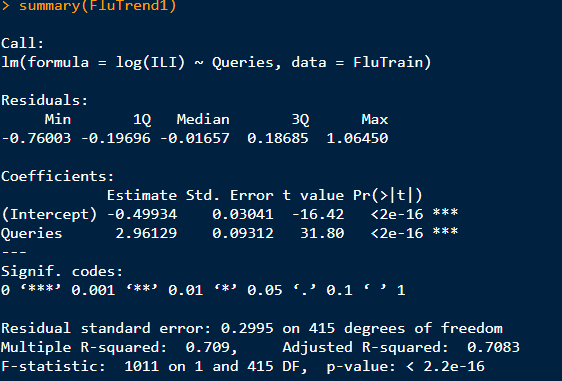 > summary(FluTrend1)

Call:
lm(formula = log(ILI) ~ Queries, data = FluTrain)

Residuals:
     Min       1Q   Median       3Q      Max
-0.76003 -0.19696 -0.01657  0.18685  1.06450

Coefficients:
            Estimate Std. Error t value Pr(>|t|)
(Intercept) -0.49934    0.03041  -16.42   <2e-16 ***
Queries      2.96129    0.09312   31.80   <2e-16 ***
---
Signif. codes:
0 ‘***’ 0.001 ‘**’ 0.01 ‘*’ 0.05 ‘.’ 0.1 ‘ ’ 1

Residual standard error: 0.2995 on 415 degrees of freedom
Multiple R-squared:  0.709,	Adjusted R-squared:  0.7083
F-statistic:  1011 on 1 and 415 DF,  p-value: < 2.2e-16